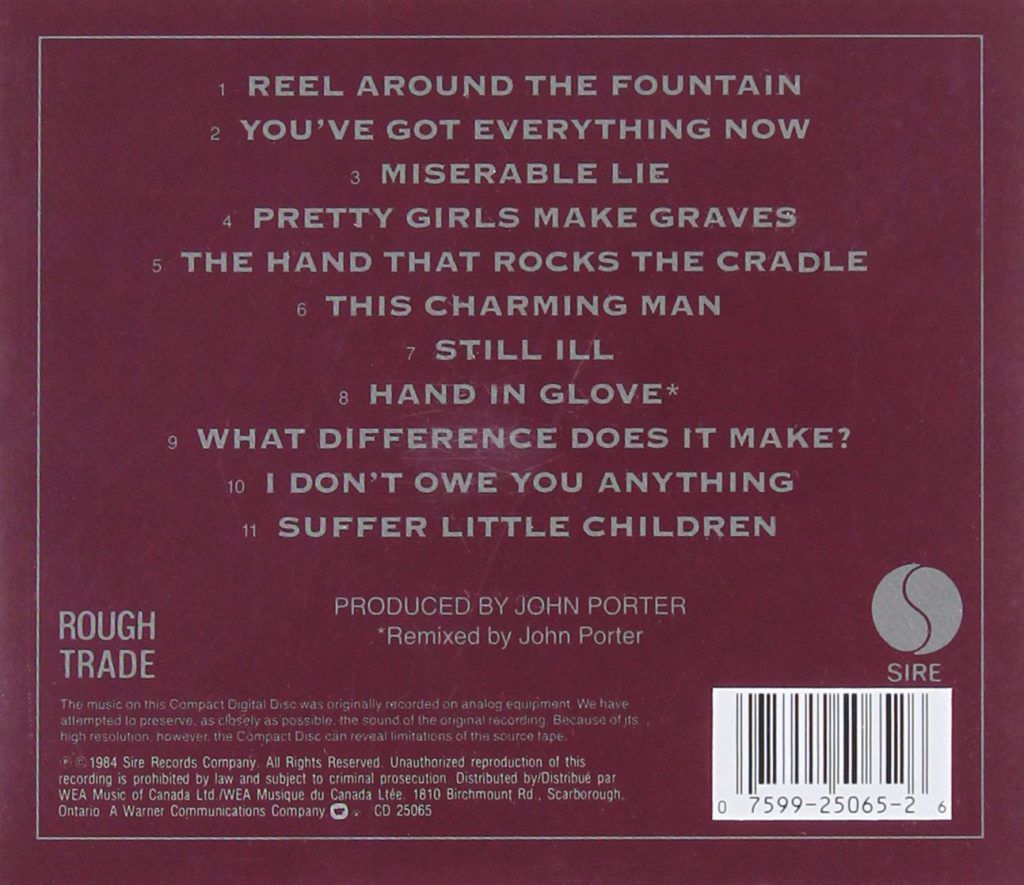 1 REEL AROUND THE FOUNTAIN
2 YOU'VE GOT EVERYTHING NOW
3 MISERABLE LIE
4 PRETTY GIRLS MAKE GRAVES
5 THE HAND THAT ROCKS THE CRADLE
6 THIS CHARMING MAN
7 STILL ILL
8 HAND IN GLOVE*
9 WHAT DIFFERENCE DOES IT MAKE?
10 I DON'T OWE YOU ANYTHING
11 SUFFER LITTLE CHILDREN
PRODUCED BY JOHN PORTER
*Remixed by John Porter
ROUGH
TRADE
SIRE
The music on this Compact Digital Disc was originally recorded on analog equipment. We have
attempted to preserve, as closely as possible, the sound of the original recording. Because of its
high resolution, however, the Compact Disc can reveal limitations of the source tape.
℗ © 1984 Sire Records Company. All Rights Reserved. Unauthorized reproduction of this
recording is prohibited by law and subject to criminal prosecution. Distributed by/Distribué par
WEA Music of Canada Ltd./WEA Musique du Canada Ltée. 1810 Birchmount Rd., Scarborough,
Ontario. A Warner Communications Company CD 25065
0 7599-25065-2 6